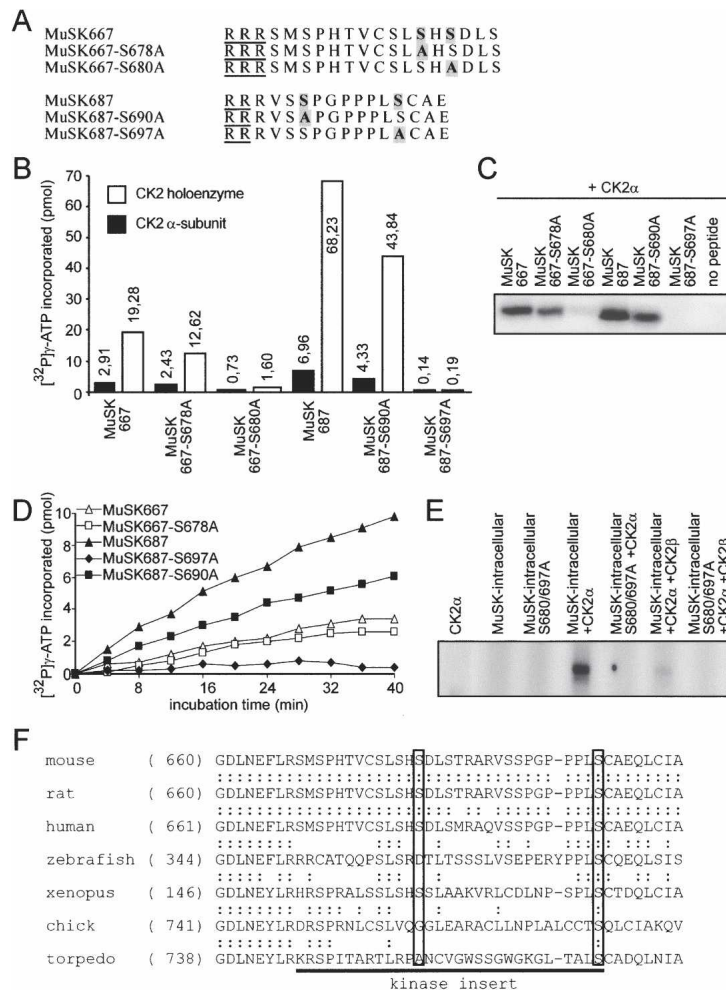 A
MuSK667 RRRSMSPHTVCSLSHSDLS
MuSK667-S678A RRRSMSPHTVCSLAHSDLS
MuSK667-S680A RRRSMSPHTVCSLSHADLS
MuSK687 RRRVSSPGPPPLSCAE
MuSK687-S690A RRRVSAPGPPPLSCAE
MuSK687-S697A RRRVSSPGPPPLACAE
B
[32P]γ-ATP incorporated (pmol)
70
60
50
40
30
20
10
0
CK2 holoenzyme
CK2 α-subunit
2,91 19,28 2,43 12,62 0,73 1,60 6,96 68,23 4,33 43,84 0,14 0,19
MuSK 667
MuSK 667-S678A
MuSK 667-S680A
MuSK 687
MuSK 687-S690A
MuSK 687-S697A
C
+ CK2α
MuSK 667
MuSK 667-S678A
MuSK 667-S680A
MuSK 687
MuSK 687-S690A
MuSK 687-S697A
no peptide
D
[32P]γ-ATP incorporated (pmol)
10
8
6
4
2
0
MuSK667
MuSK667-S678A
MuSK687
MuSK687-S697A
MuSK687-S690A
0 8 16 24 32 40
incubation time (min)
E
CK2α
MuSK-intracellular
MuSK-intracellular S680/697A
MuSK-intracellular +CK2α
MuSK-intracellular S680/697A +CK2α
MuSK-intracellular +CK2α +CK2β
MuSK-intracellular S680/697A +CK2α +CK2β
F
mouse ( 660) GDLNEFLRSMSPHTVCSLSHSDLSTRARVSSPGP-PPLSCAEQLCIA
rat ( 660) GDLNEFLRSMSPHTVCSLSHSDLSTRARVSSPGP-PPLSCAEQLCIA
human ( 661) GDLNEFLRSMSPHTVCSLSHSDLSMRAQVSSPGP-PPLSCAEQLCIA
zebrafish ( 344) GDLNEFLRRRCATQQPSLSRDTLTSSSLVSEPERYPPLSCQEQLSIS
xenopus ( 146) GDLNEYLRHRSPRALSSLSHSSLAAKVRLCDLNP-SPLSCTDQLCIA
chick ( 741) GDLNEYLRDRSPRNLCSLVQGGLEARACLLNPLALCCTSQLCIAKQV
torpedo ( 738) GDLNEYLRKRSPITARTLRPANCVGWSSGWGKGL-TALSCADQLNIA
kinase insert